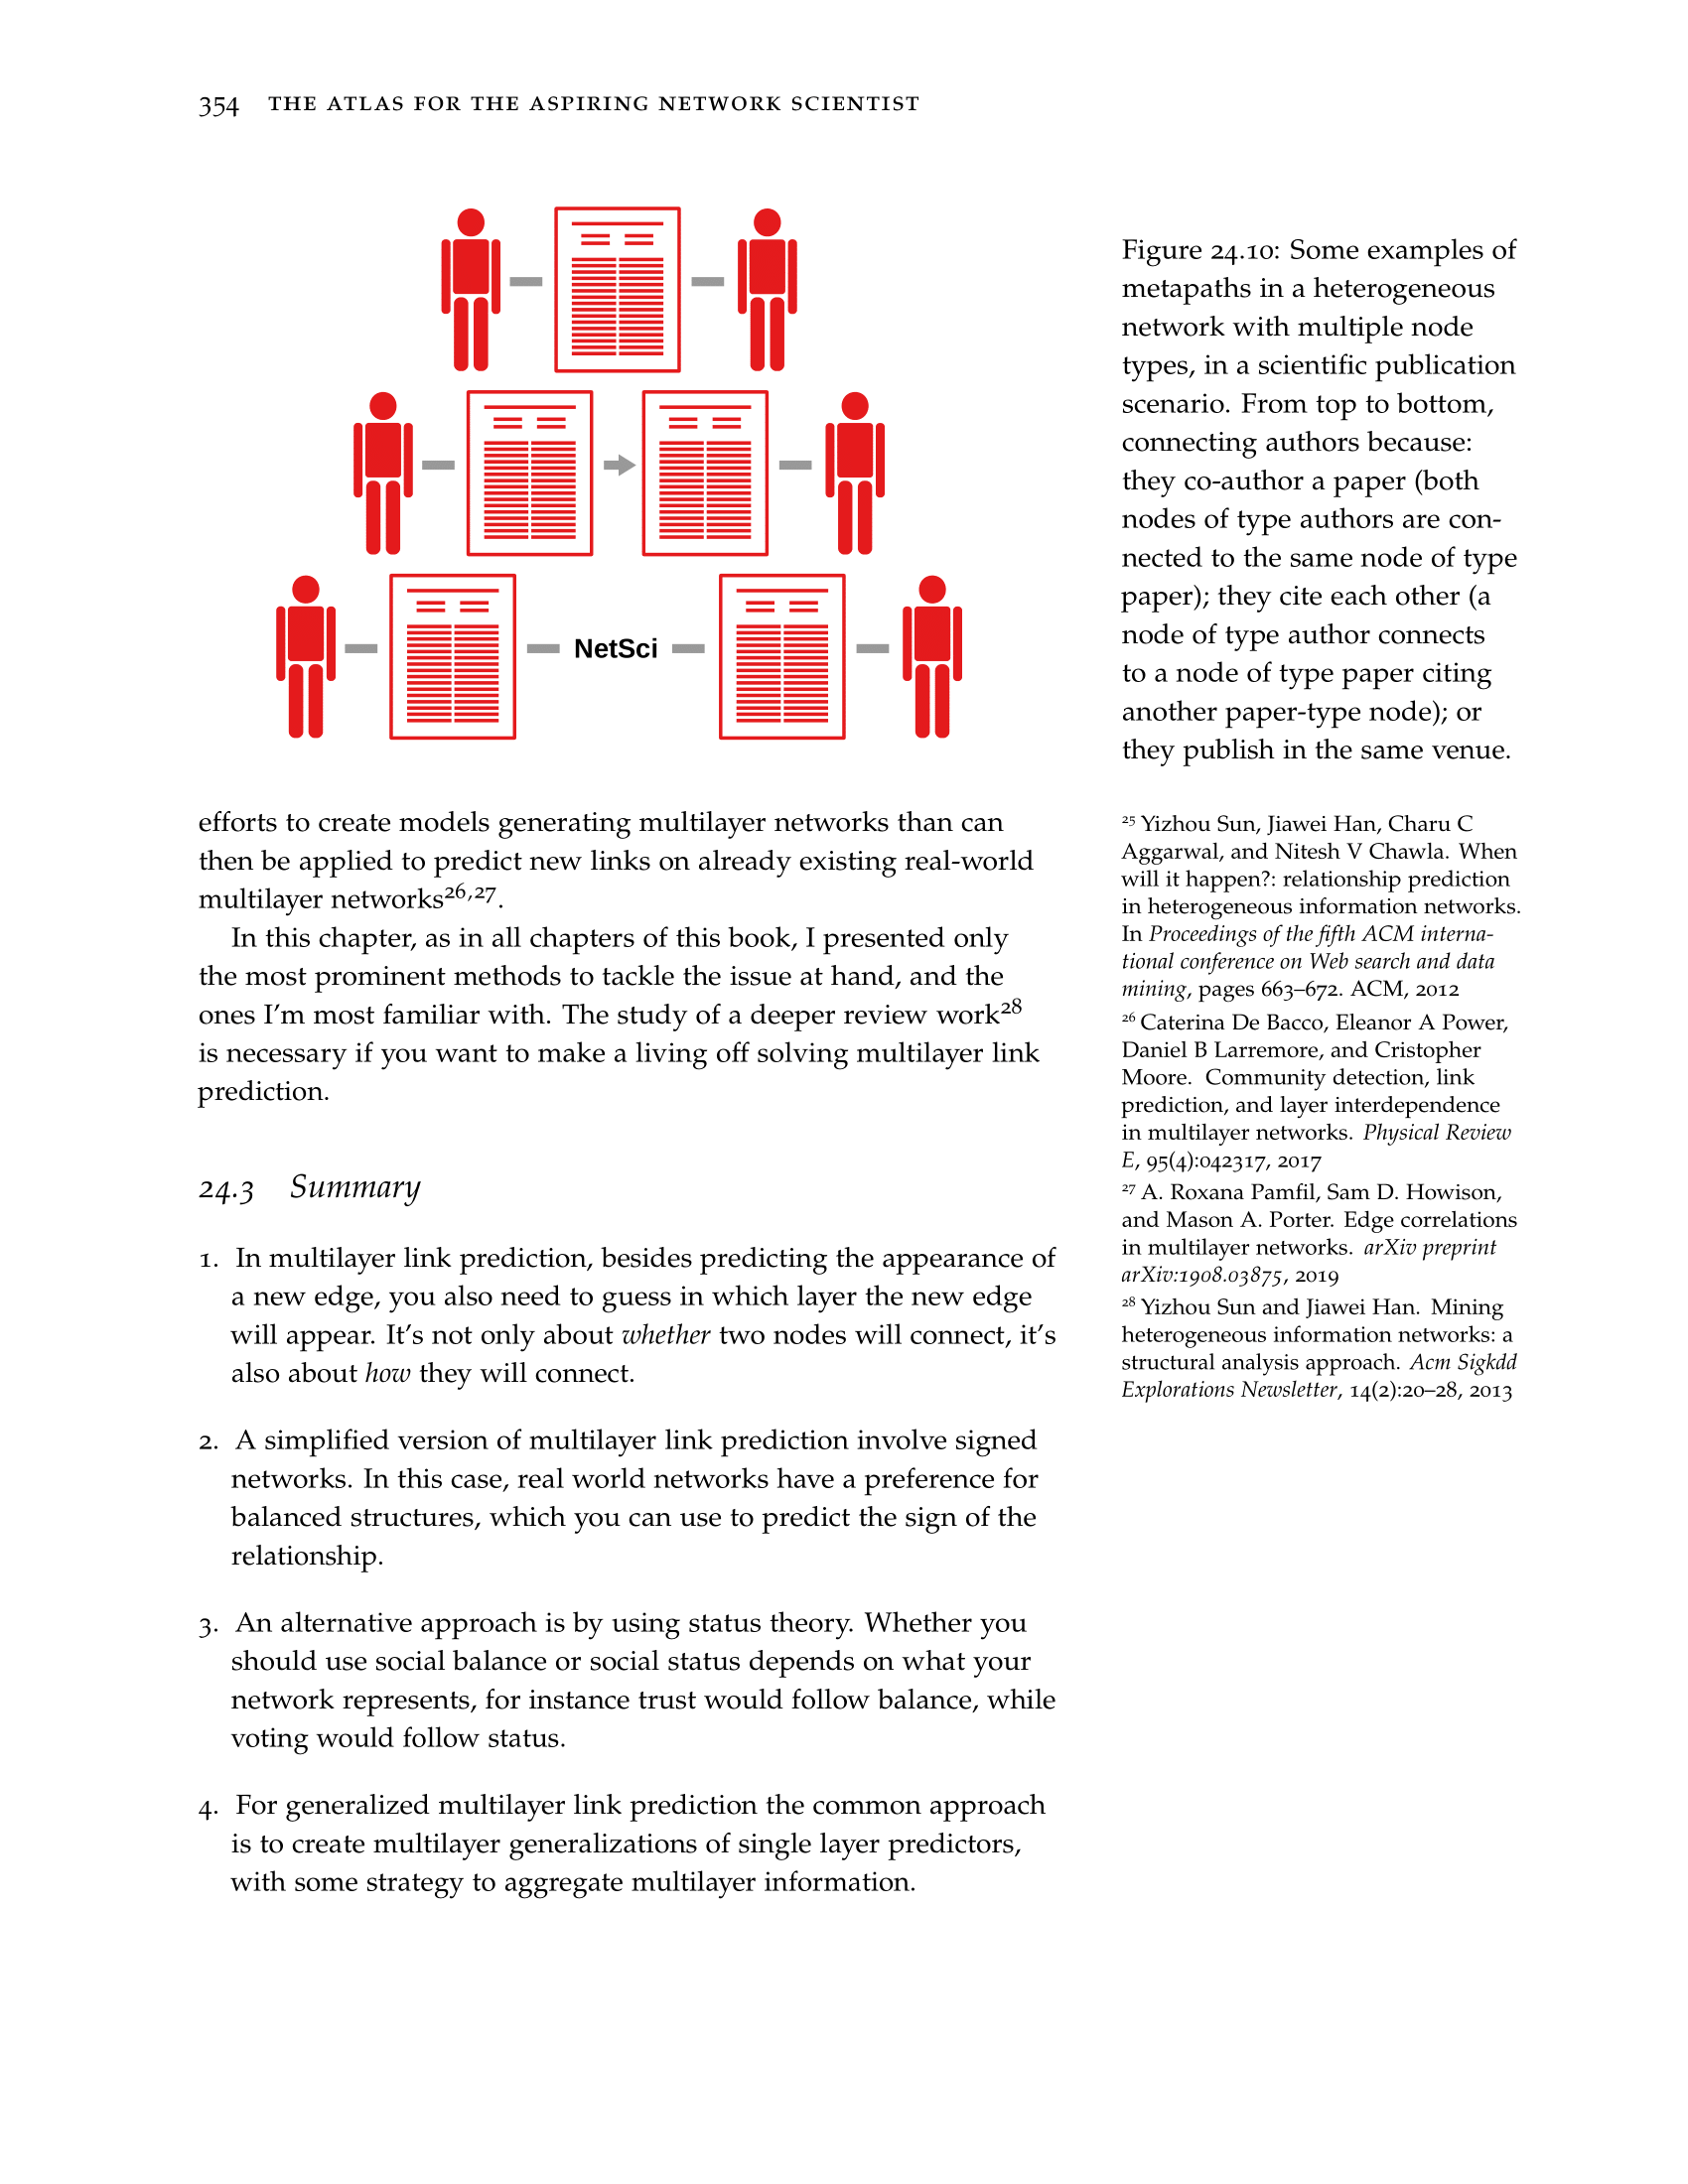 354 THE ATLAS FOR THE ASPIRING NETWORK SCIENTIST
NetSci
Figure 24.10: Some examples of
metapaths in a heterogeneous
network with multiple node
types, in a scientific publication
scenario. From top to bottom,
connecting authors because:
they co-author a paper (both
nodes of type authors are con-
nected to the same node of type
paper); they cite each other (a
node of type author connects
to a node of type paper citing
another paper-type node); or
they publish in the same venue.
efforts to create models generating multilayer networks than can
then be applied to predict new links on already existing real-world
multilayer networks26,27.
In this chapter, as in all chapters of this book, I presented only
the most prominent methods to tackle the issue at hand, and the
ones I'm most familiar with. The study of a deeper review work28
is necessary if you want to make a living off solving multilayer link
prediction.
24.3 Summary
1. In multilayer link prediction, besides predicting the appearance of
a new edge, you also need to guess in which layer the new edge
will appear. It's not only about whether two nodes will connect, it's
also about how they will connect.
2. A simplified version of multilayer link prediction involve signed
networks. In this case, real world networks have a preference for
balanced structures, which you can use to predict the sign of the
relationship.
3. An alternative approach is by using status theory. Whether you
should use social balance or social status depends on what your
network represents, for instance trust would follow balance, while
voting would follow status.
4. For generalized multilayer link prediction the common approach
is to create multilayer generalizations of single layer predictors,
with some strategy to aggregate multilayer information.
25 Yizhou Sun, Jiawei Han, Charu C
Aggarwal, and Nitesh V Chawla. When
will it happen?: relationship prediction
in heterogeneous information networks.
In Proceedings of the fifth ACM interna-
tional conference on Web search and data
mining, pages 663–672. ACM, 2012
26 Caterina De Bacco, Eleanor A Power,
Daniel B Larremore, and Cristopher
Moore. Community detection, link
prediction, and layer interdependence
in multilayer networks. Physical Review
E, 95(4):042317, 2017
27 A. Roxana Pamfil, Sam D. Howison,
and Mason A. Porter. Edge correlations
in multilayer networks. arXiv preprint
arXiv:1908.03875, 2019
28 Yizhou Sun and Jiawei Han. Mining
heterogeneous information networks: a
structural analysis approach. Acm Sigkdd
Explorations Newsletter, 14(2):20–28, 2013